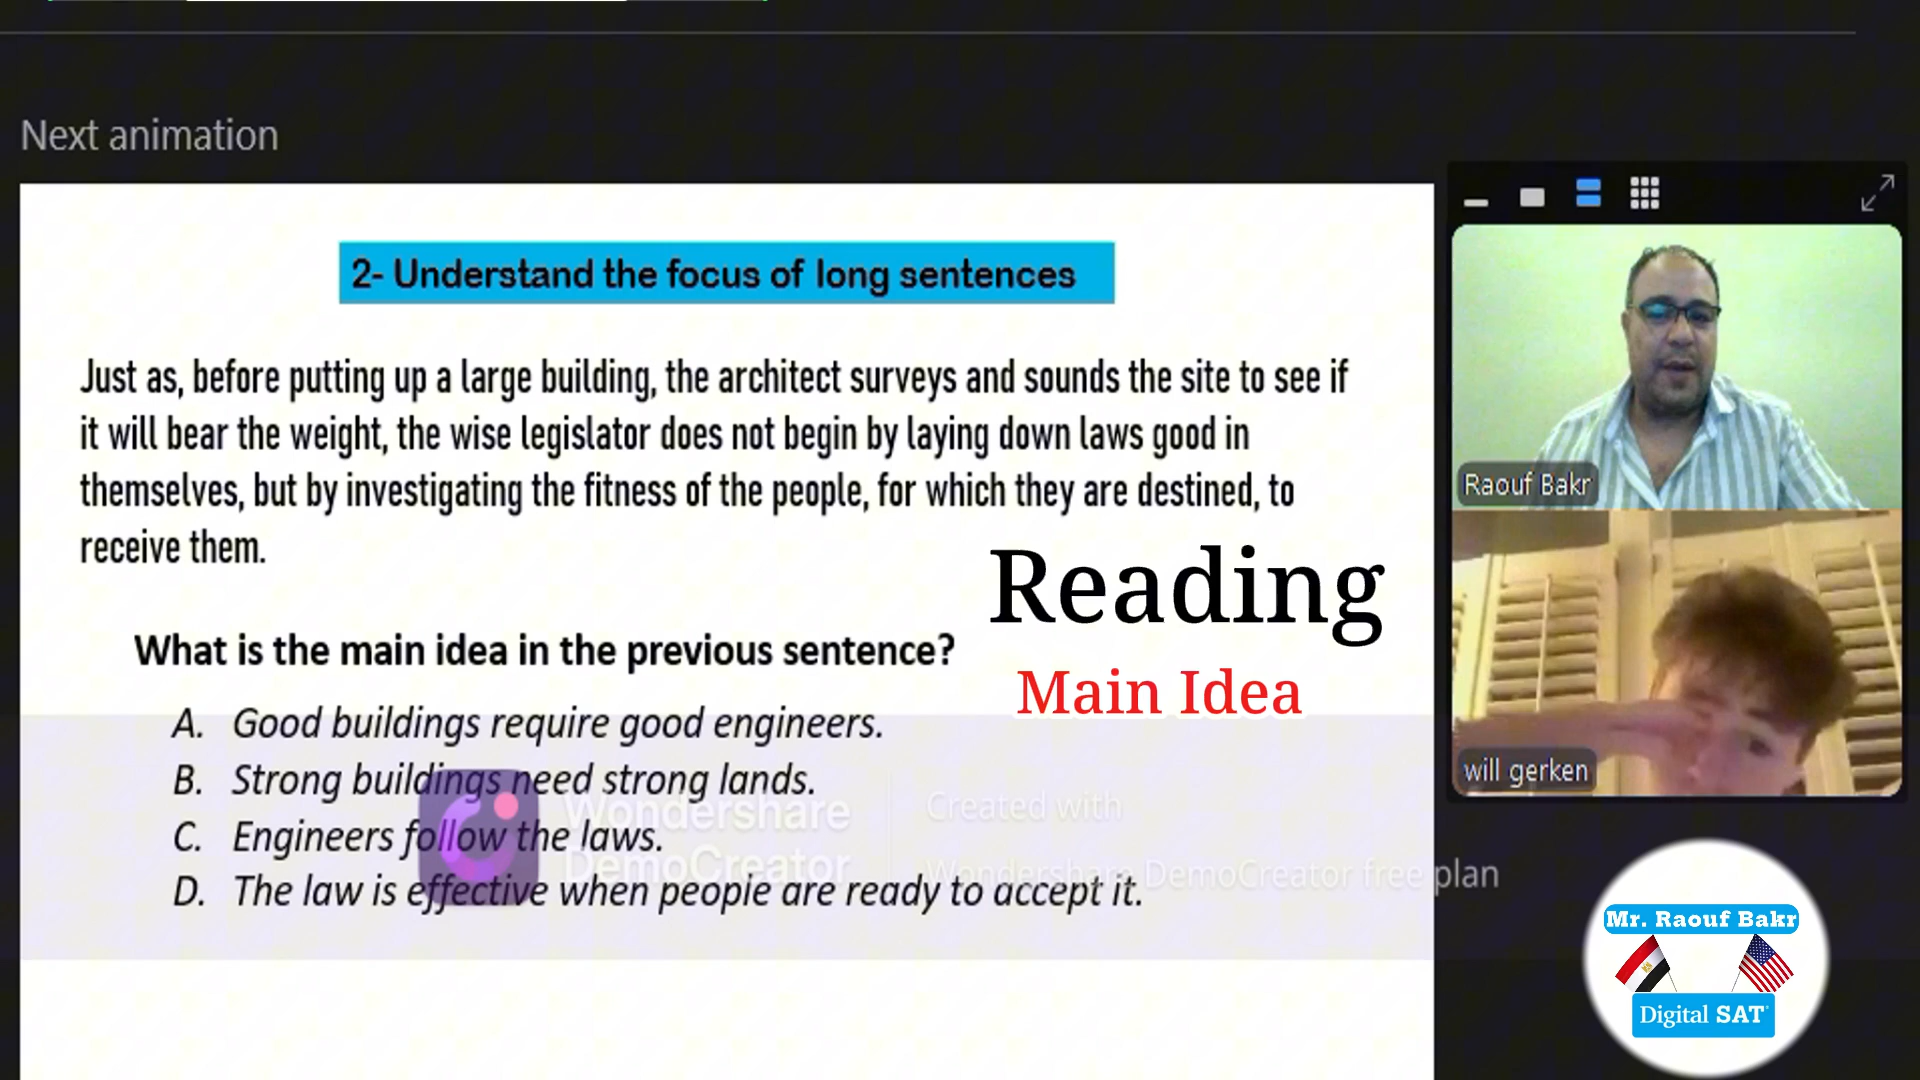 Next animation
2- Understand the focus of long sentences
Just as, before putting up a large building, the architect surveys and sounds the site to see if
it will bear the weight, the wise legislator does not begin by laying down laws good in
themselves, but by investigating the fitness of the people, for which they are destined, to
receive them.
Reading
Main Idea
What is the main idea in the previous sentence?
A. Good buildings require good engineers.
B. Strong buildings need strong lands.
C. Engineers follow the laws.
D. The law is effective when people are ready to accept it.
Wondershare
DemoCreator
Created with
Wondershare DemoCreator free plan
Raouf Bakr
will gerken
Mr. Raouf Bakr
Digital SAT